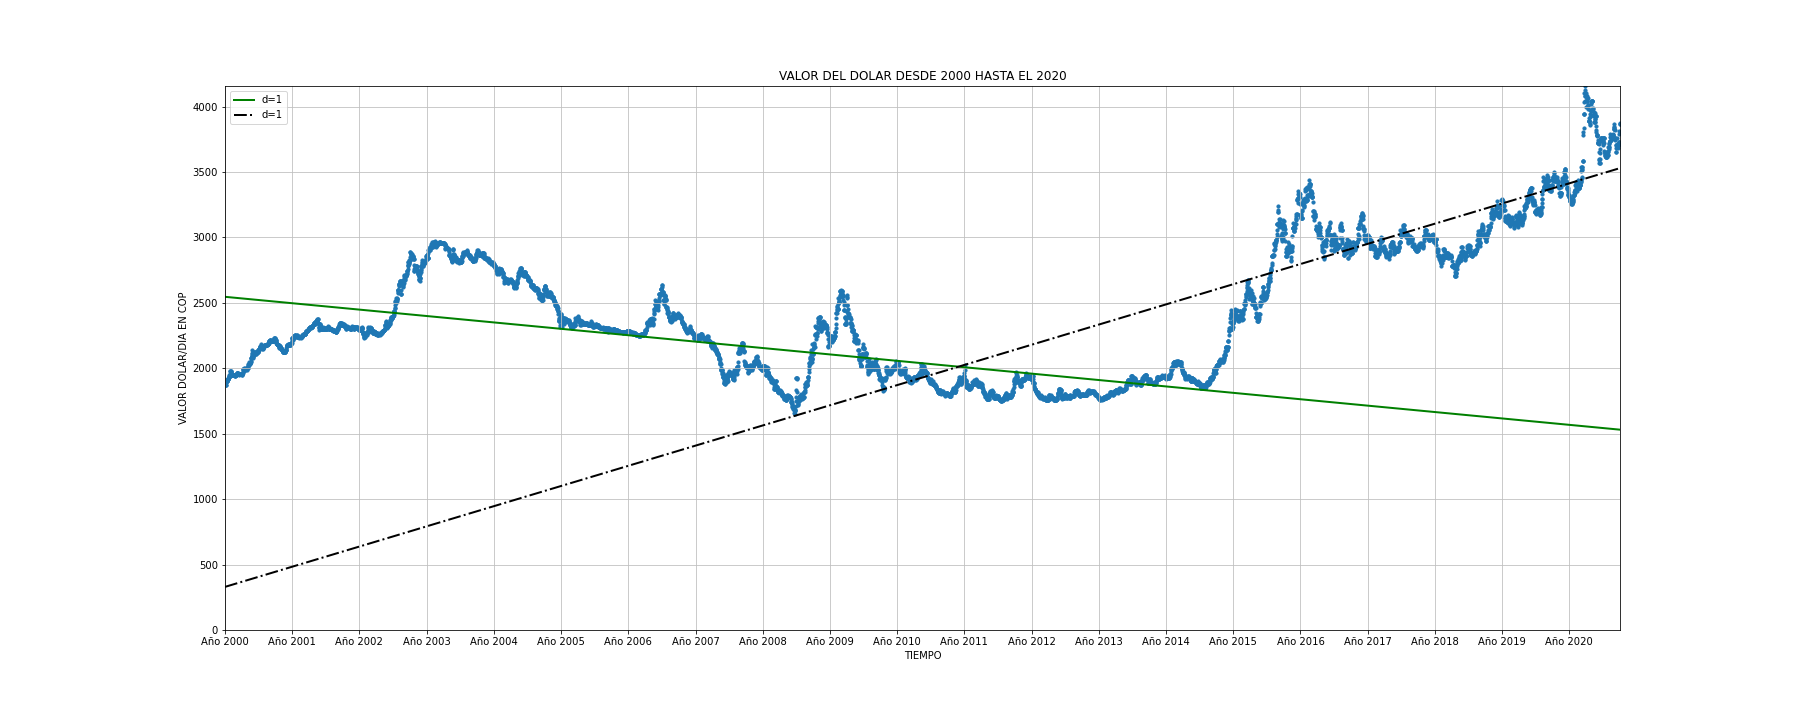 VALOR DEL DOLAR DESDE 2000 HASTA EL 2020
d=1
d=1
VALOR DOLAR/DIA EN COP
4000
3500
3000
2500
2000
1500
1000
500
0
Año 2000 Año 2001 Año 2002 Año 2003 Año 2004 Año 2005 Año 2006 Año 2007 Año 2008 Año 2009 Año 2010 Año 2011 Año 2012 Año 2013 Año 2014 Año 2015 Año 2016 Año 2017 Año 2018 Año 2019 Año 2020
TIEMPO